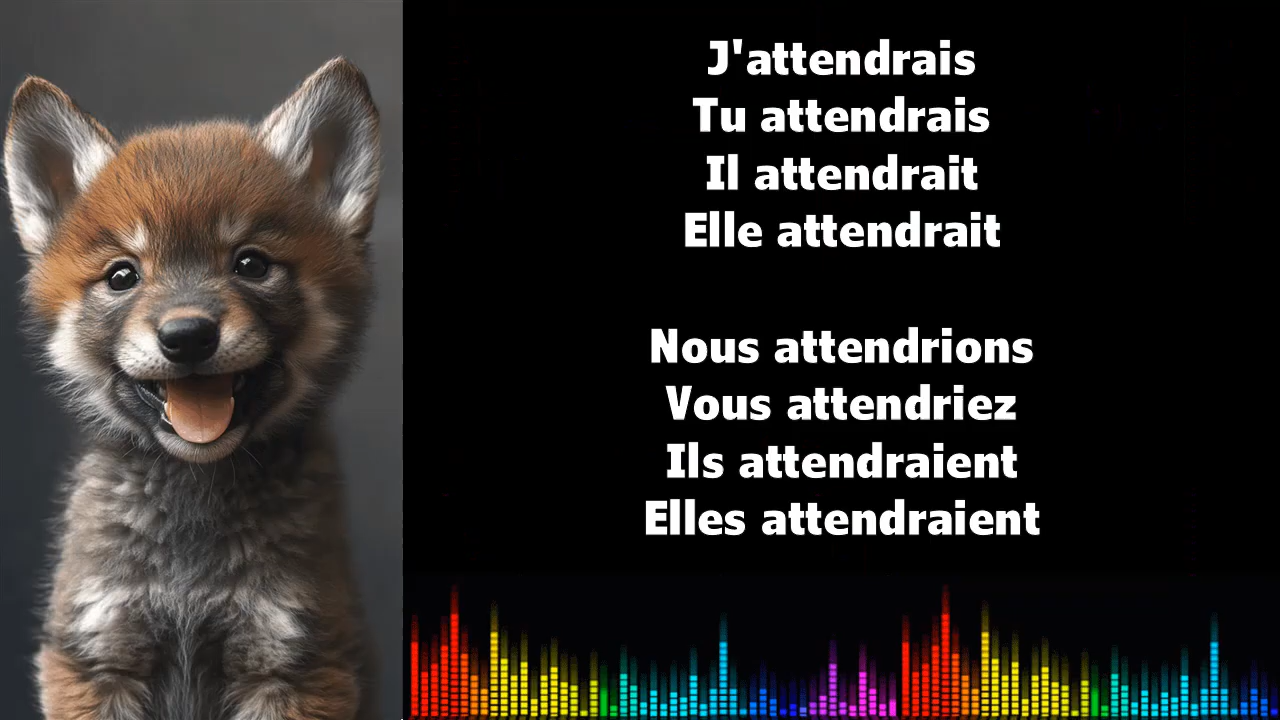 J'attendrais
Tu attendrais
Il attendrait
Elle attendrait
Nous attendrions
Vous attendriez
Ils attendraient
Elles attendraient